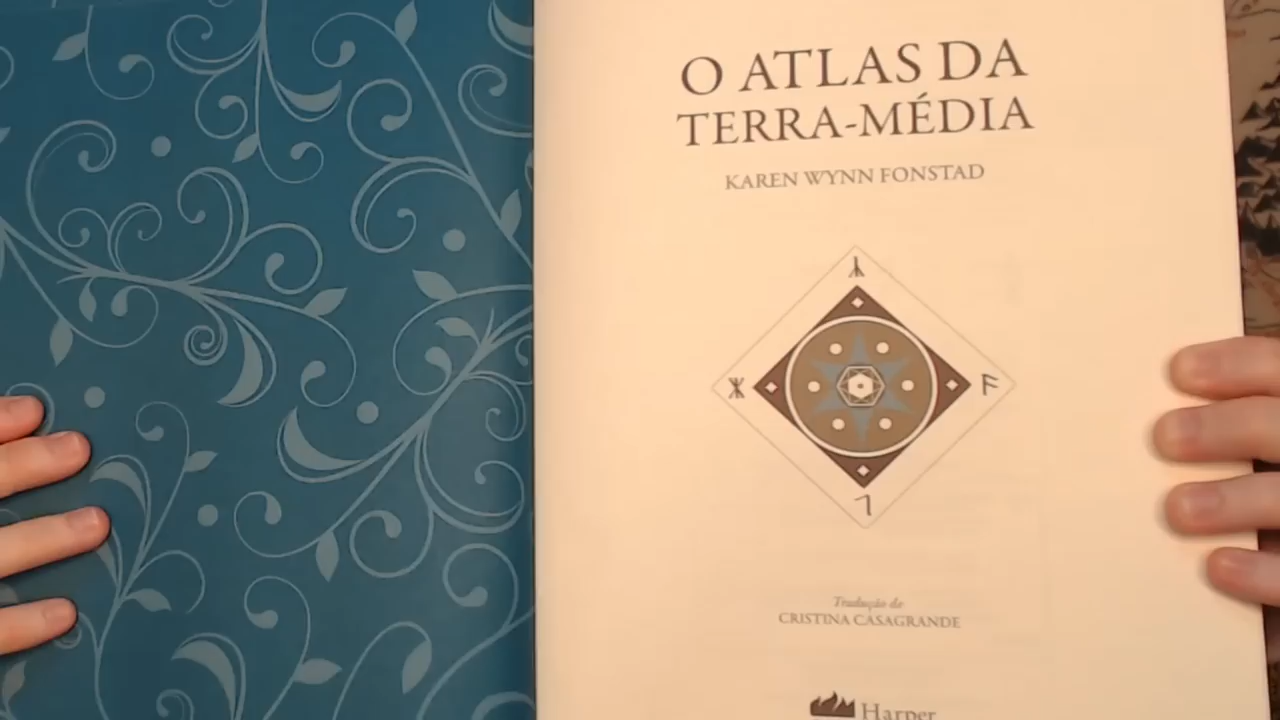 O ATLAS DA
TERRA-MÉDIA
KAREN WYNN FONSTAD
Tradução de
CRISTINA CASAGRANDE
Harper